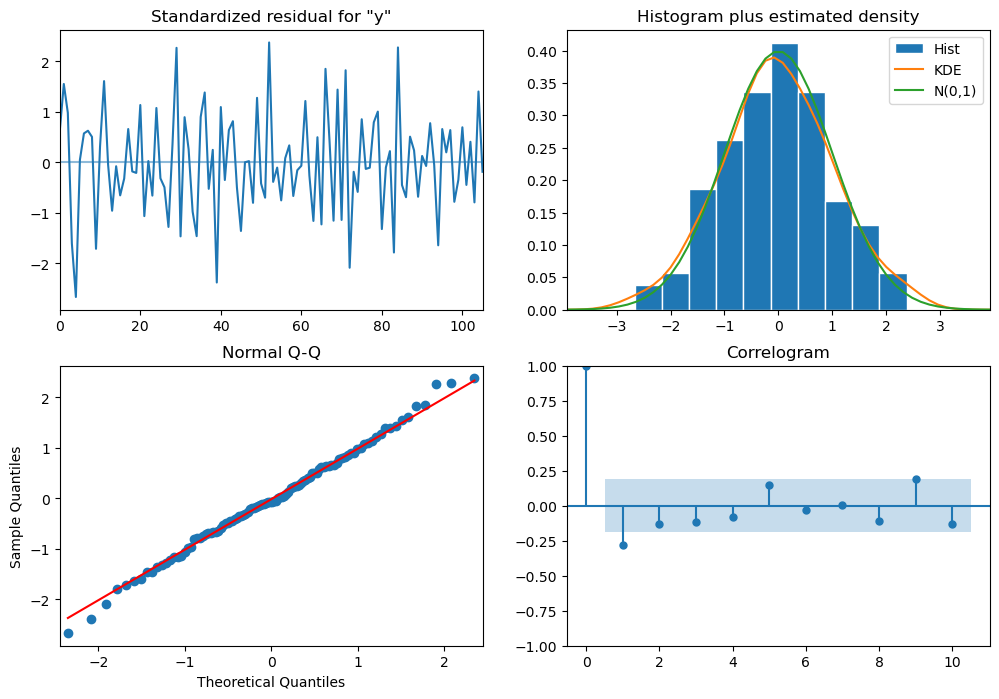 Standardized residual for "y"
2
1
0
−1
−2
0 20 40 60 80 100
Histogram plus estimated density
0.40
0.35
0.30
0.25
0.20
0.15
0.10
0.05
0.00
−3 −2 −1 0 1 2 3
Hist
KDE
N(0,1)
Normal Q-Q
Sample Quantiles
2
1
0
−1
−2
−2 −1 0 1 2
Theoretical Quantiles
Correlogram
1.00
0.75
0.50
0.25
0.00
−0.25
−0.50
−0.75
−1.00
0 2 4 6 8 10